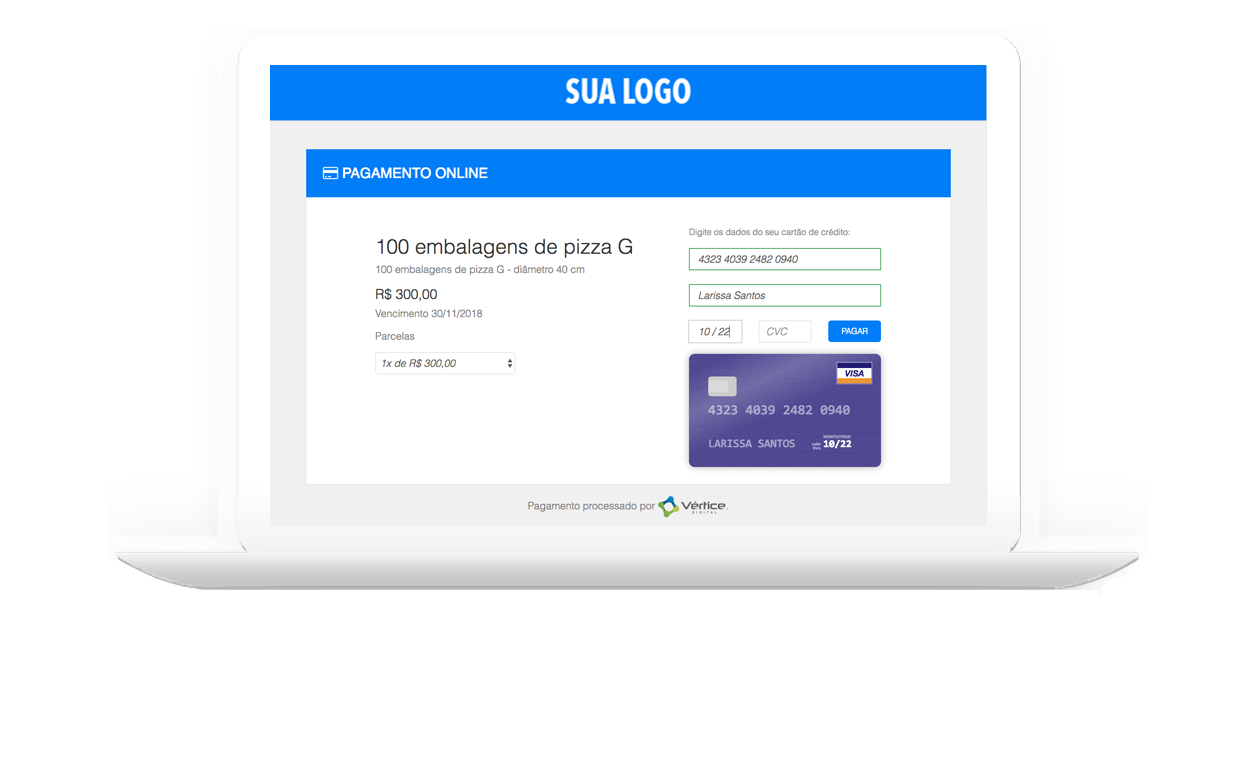 SUA LOGO
PAGAMENTO ONLINE
100 embalagens de pizza G
100 embalagens de pizza G - diâmetro 40 cm
R$ 300,00
Vencimento 30/11/2018
Parcelas
1x de R$ 300,00
Digite os dados do seu cartão de crédito:
4323 4039 2482 0940
Larissa Santos
10 / 22 CVC PAGAR
VISA
4323 4039 2482 0940
MONTH/YEAR
LARISSA SANTOS valid thru 10/22
Pagamento processado por Vértice.
DIGITAL